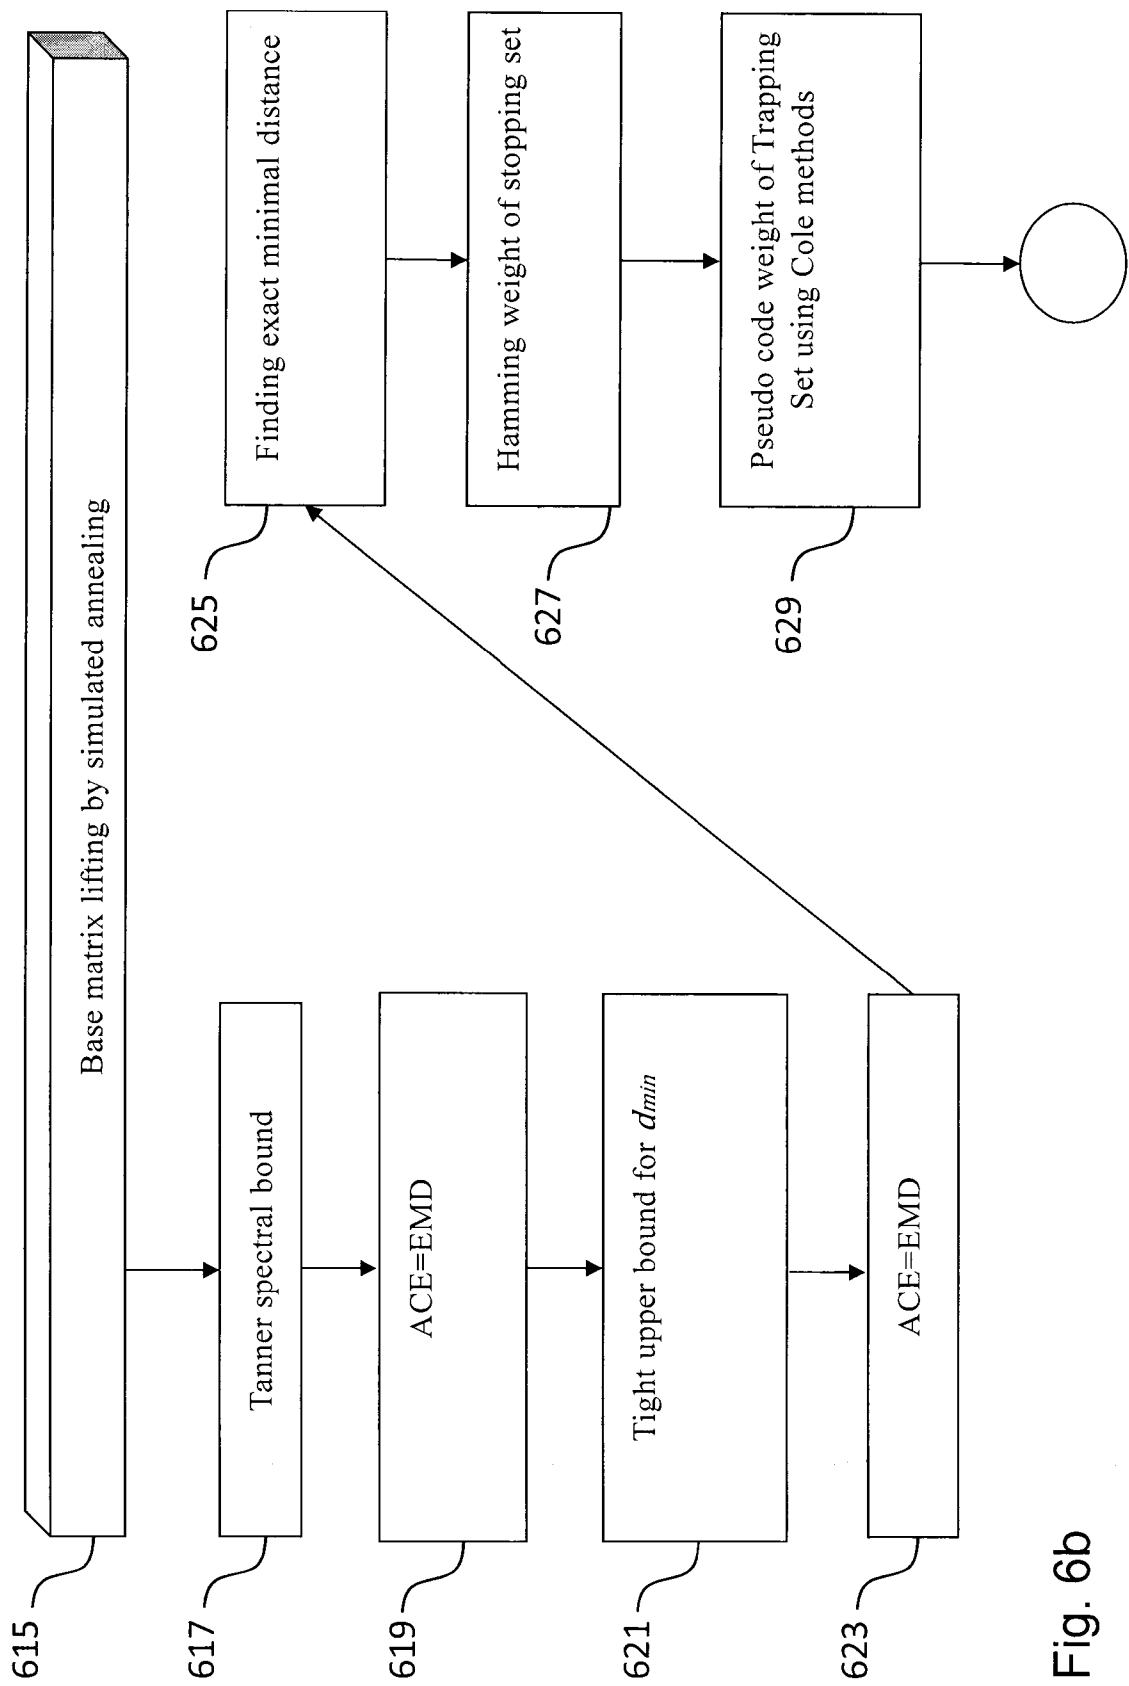 615
Base matrix lifting by simulated annealing
617
Tanner spectral bound
619
ACE=EMD
621
Tight upper bound for dmin
623
ACE=EMD
625
Finding exact minimal distance
627
Hamming weight of stopping set
629
Pseudo code weight of Trapping
Set using Cole methods
Fig. 6b